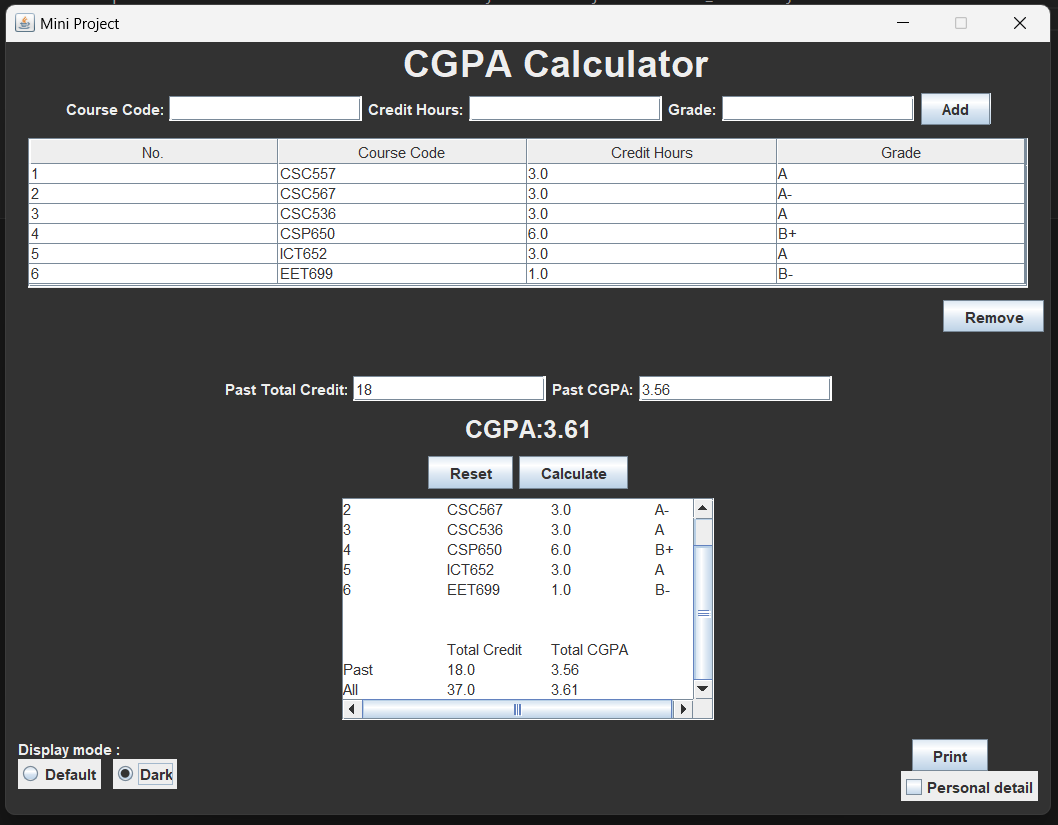 Mini Project
CGPA Calculator
Course Code: Credit Hours: Grade: Add
No. Course Code Credit Hours Grade
1 CSC557 3.0 A
2 CSC567 3.0 A-
3 CSC536 3.0 A
4 CSP650 6.0 B+
5 ICT652 3.0 A
6 EET699 1.0 B-
Remove
Past Total Credit: 18 Past CGPA: 3.56
CGPA:3.61
Reset Calculate
2 CSC567 3.0 A-
3 CSC536 3.0 A
4 CSP650 6.0 B+
5 ICT652 3.0 A
6 EET699 1.0 B-
Total Credit Total CGPA
Past 18.0 3.56
All 37.0 3.61
Display mode :
Default Dark
Print
Personal detail